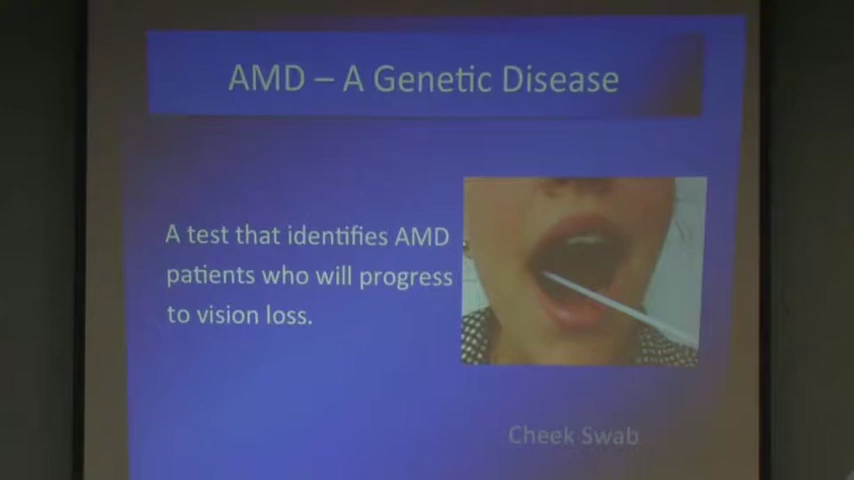 AMD – A Genetic Disease
A test that identifies AMD
patients who will progress
to vision loss.
Cheek Swab